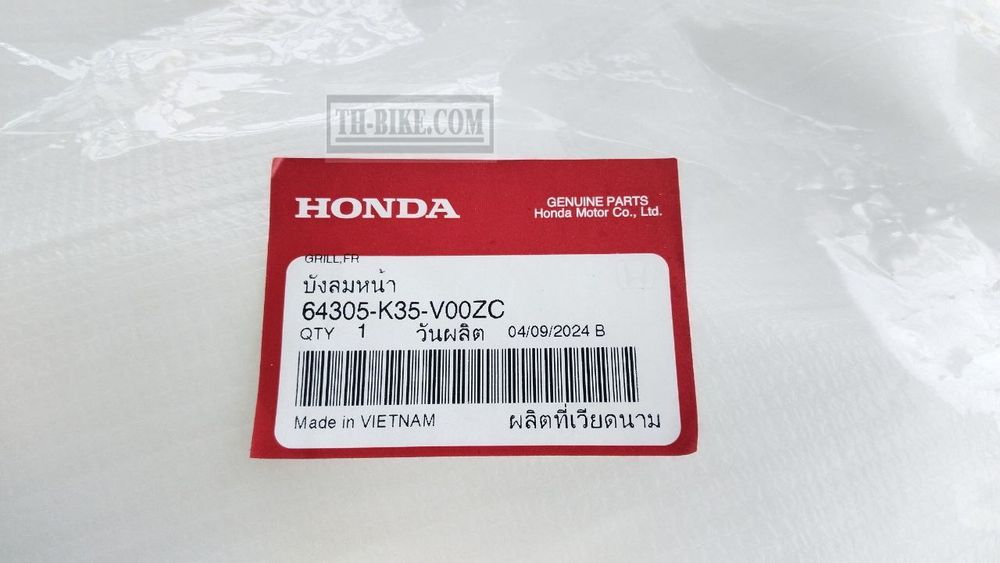 TH-BIKE.COM
HONDA
GENUINE PARTS
Honda Motor Co., Ltd.
GRILL,FR
บังลมหน้า
64305-K35-V00ZC
QTY 1 วันผลิต 04/09/2024 B
Made in VIETNAM ผลิตที่เวียดนาม